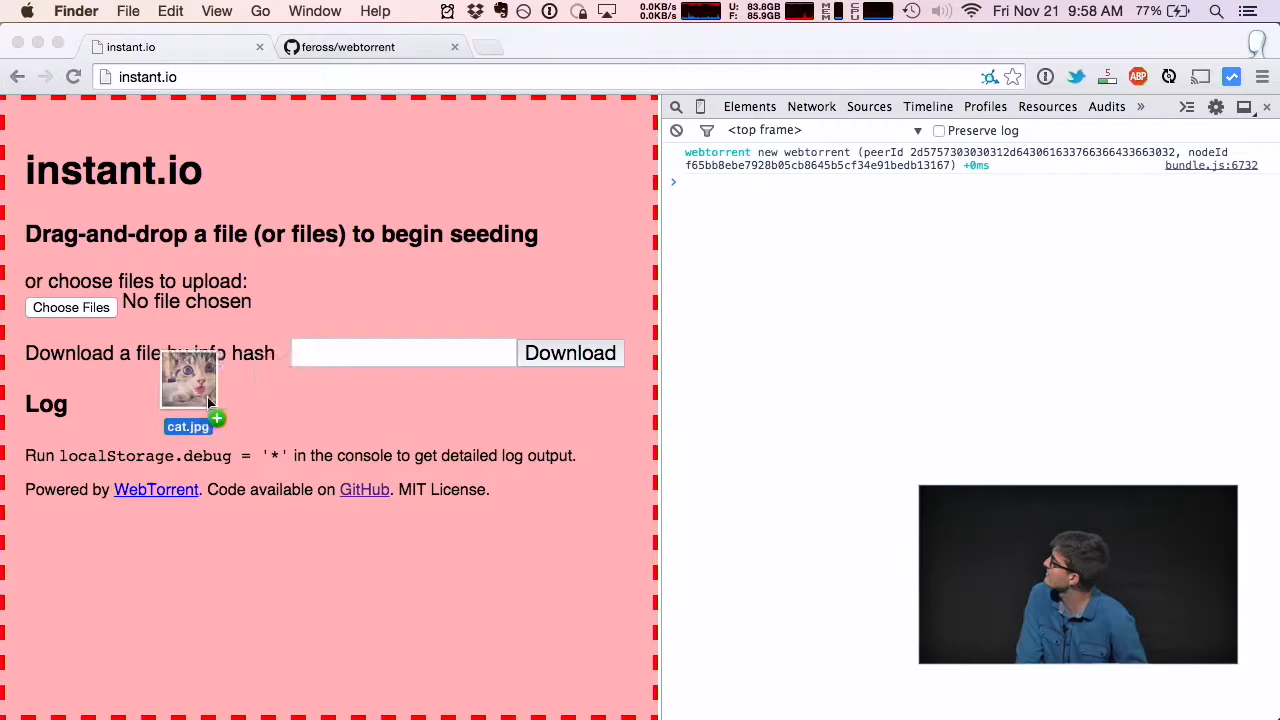 Finder File Edit View Go Window Help
0.0KB/s
0.0KB/s
U: 83.8GB
F: 85.9GB
MEM
CPU
Fri Nov 21 9:58 AM 77%
instant.io
feross/webtorrent
instant.io
5
ABP
Elements Network Sources Timeline Profiles Resources Audits »
<top frame> Preserve log
webtorrent new webtorrent (peerId 2d5757303030312d643061633766366433663032, nodeId
f65bb8ebe7928b05cb8645b5cf34e91bedb13167) +0ms bundle.js:6732
instant.io
Drag-and-drop a file (or files) to begin seeding
or choose files to upload:
Choose Files No file chosen
Download a file by info hash Download
cat.jpg
Log
Run localStorage.debug = '*' in the console to get detailed log output.
Powered by WebTorrent. Code available on GitHub. MIT License.